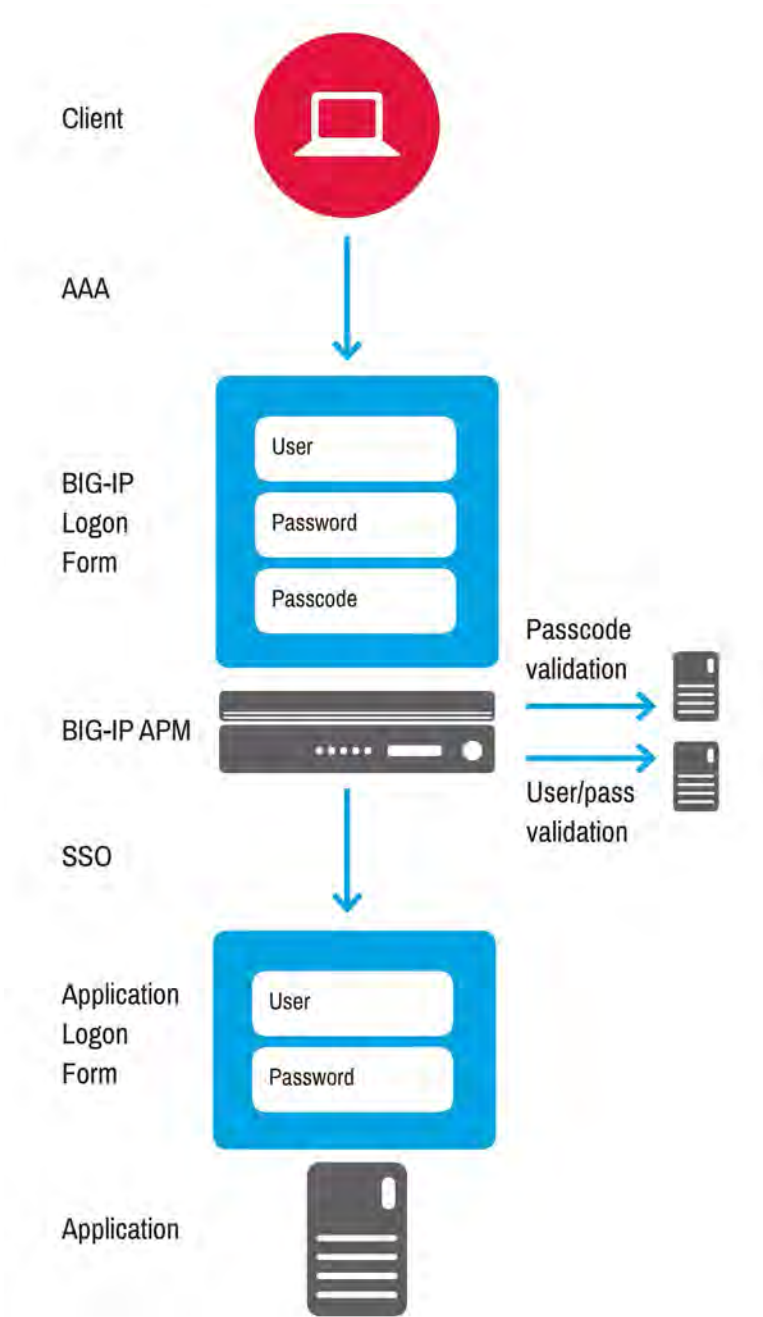 Client
AAA
BIG-IP
Logon
Form
User
Password
Passcode
Passcode
validation
BIG-IP APM
User/pass
validation
SSO
Application
Logon
Form
User
Password
Application